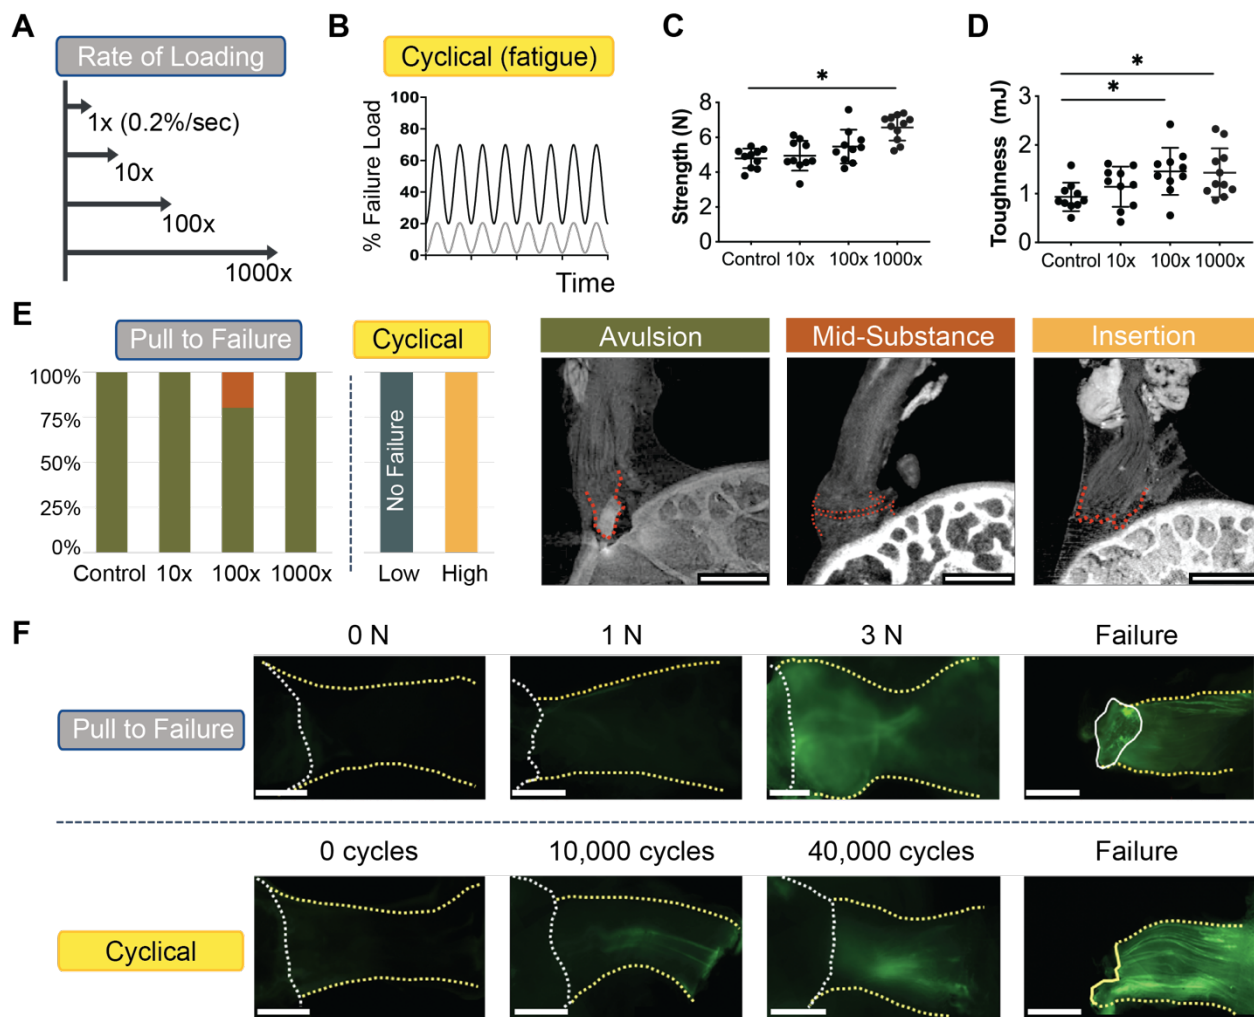 A
Rate of Loading
1x (0.2%/sec)
10x
100x
1000x
B
Cyclical (fatigue)
% Failure Load
100
80
60
40
20
0
Time
C
*
Strength (N)
8
6
4
2
0
Control 10x 100x 1000x
D
*
*
Toughness (mJ)
3
2
1
0
Control 10x 100x 1000x
E
Pull to Failure
Cyclical
100%
75%
50%
25%
0%
Control 10x 100x 1000x
No Failure
Low High
Avulsion
Mid-Substance
Insertion
F
0 N
1 N
3 N
Failure
Pull to Failure
0 cycles
10,000 cycles
40,000 cycles
Failure
Cyclical